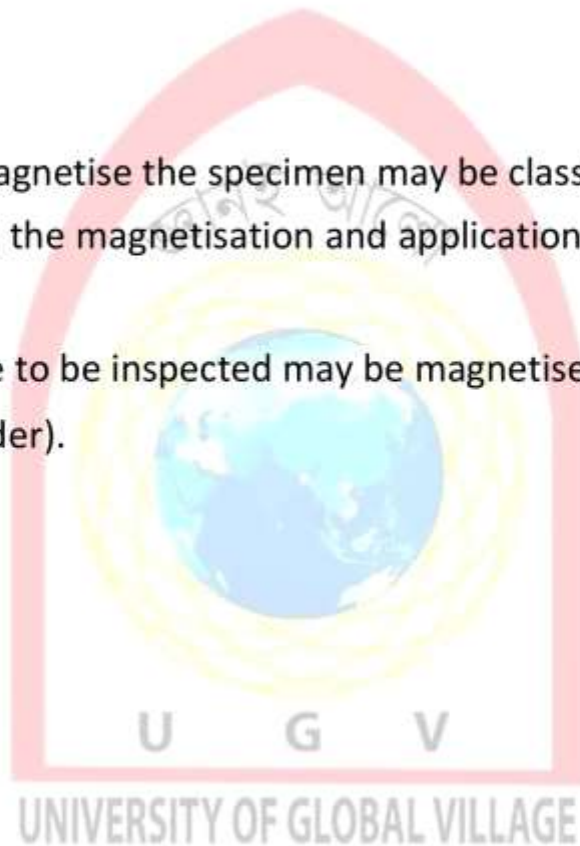 agnetise the specimen may be class
the magnetisation and application
e to be inspected may be magnetise
der).
U G V
UNIVERSITY OF GLOBAL VILLAGE